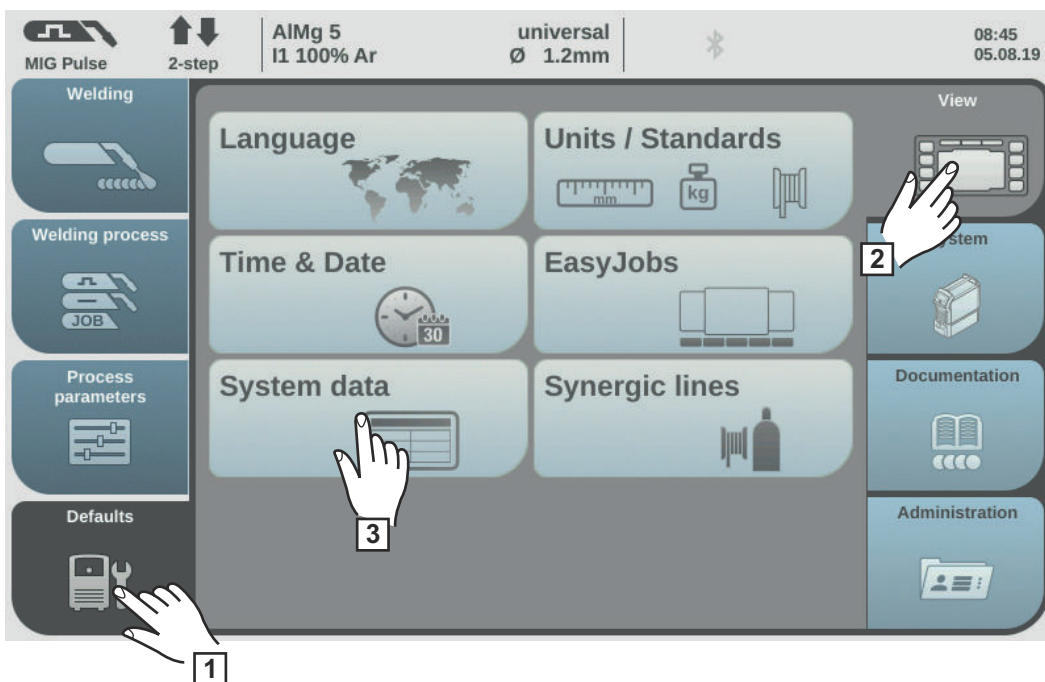 MIG Pulse
2-step
AlMg 5
I1 100% Ar
universal
Ø 1.2mm
08:45
05.08.19
Welding
Welding process
JOB
Process
parameters
Defaults
Language
Units / Standards
mm
kg
Time & Date
30
EasyJobs
System data
Synergic lines
View
Documentation
Administration
1
2
3